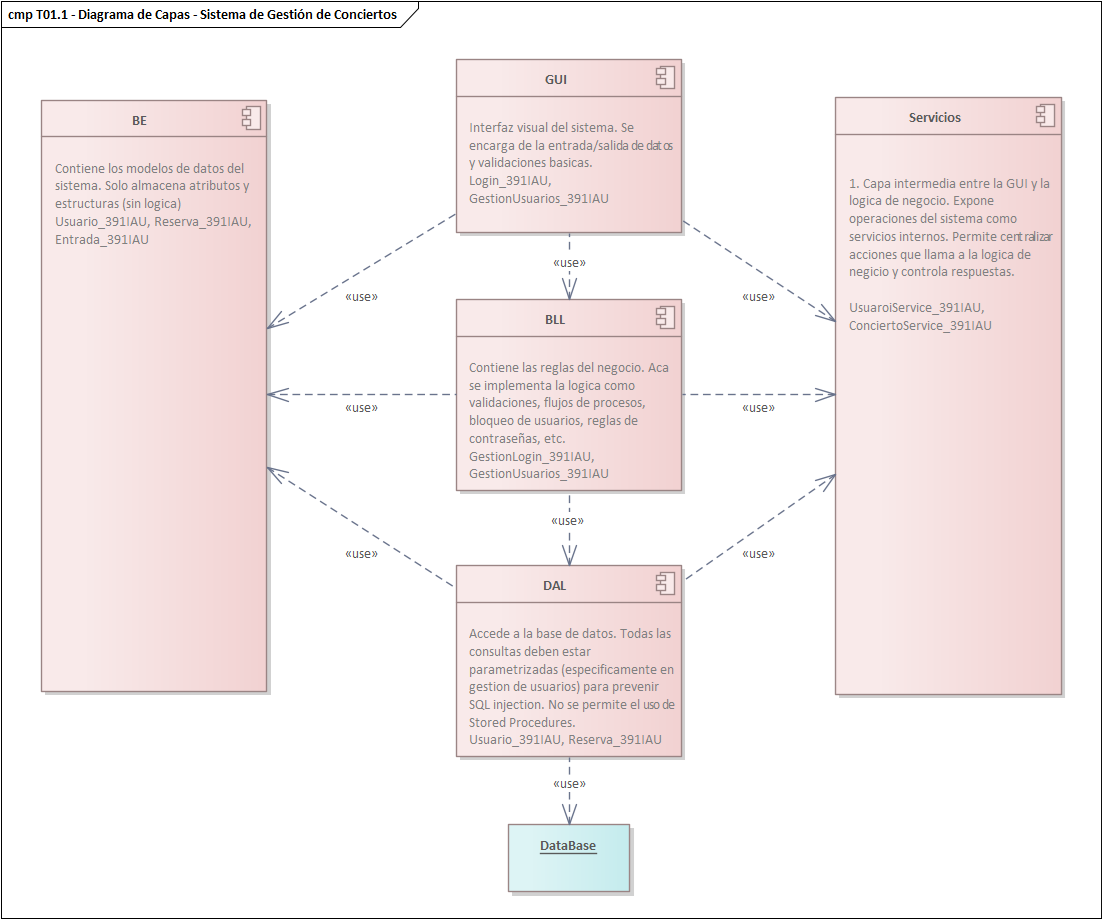 cmp T01.1 - Diagrama de Capas - Sistema de Gestión de Conciertos
GUI
Interfaz visual del sistema. Se
encarga de la entrada/salida de datos
y validaciones basicas.
Login_391IAU,
GestionUsuarios_391IAU
BE
Contiene los modelos de datos del
sistema. Solo almacena atributos y
estructuras (sin logica)
Usuario_391IAU, Reserva_391IAU,
Entrada_391IAU
Servicios
1. Capa intermedia entre la GUI y la
logica de negocio. Expone
operaciones del sistema como
servicios internos. Permite centralizar
acciones que llama a la logica de
negicio y controla respuestas.
UsuaroiService_391IAU,
ConciertoService_391IAU
«use»
«use»
«use»
BLL
Contiene las reglas del negocio. Aca
se implementa la logica como
validaciones, flujos de procesos,
bloqueo de usuarios, reglas de
contraseñas, etc.
GestionLogin_391IAU,
GestionUsuarios_391IAU
«use»
«use»
«use»
«use»
«use»
DAL
Accede a la base de datos. Todas las
consultas deben estar
parametrizadas (especificamente en
gestion de usuarios) para prevenir
SQL injection. No se permite el uso de
Stored Procedures.
Usuario_391IAU, Reserva_391IAU
«use»
DataBase